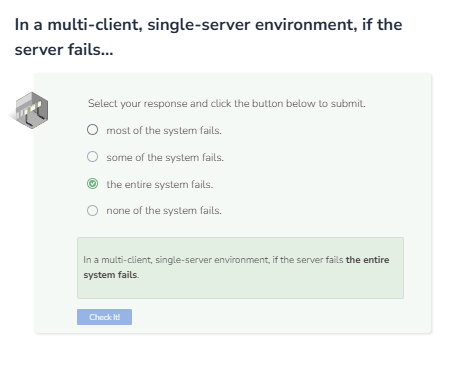 In a multi-client, single-server environment, if the
server fails...
Select your response and click the button below to submit.
most of the system fails.
some of the system fails.
the entire system fails.
none of the system fails.
In a multi-client, single-server environment, if the server fails the entire
system fails.
Check It!